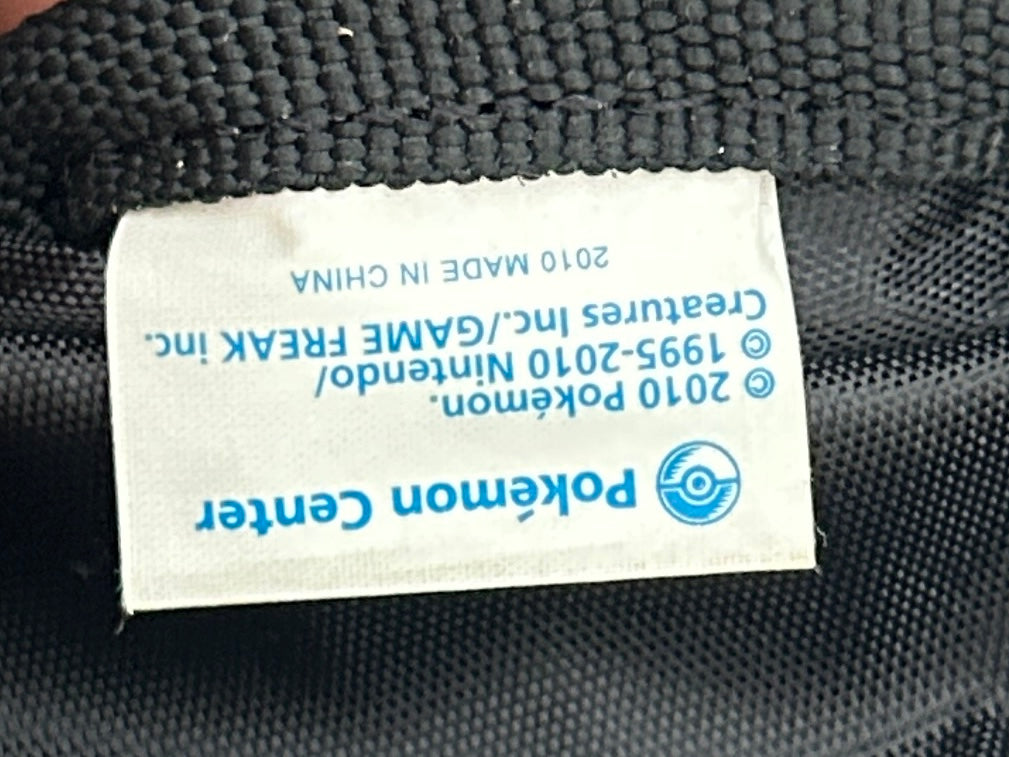 Pokémon Center
© 2010 Pokémon.
© 1995-2010 Nintendo/
Creatures Inc./GAME FREAK inc.
2010 MADE IN CHINA